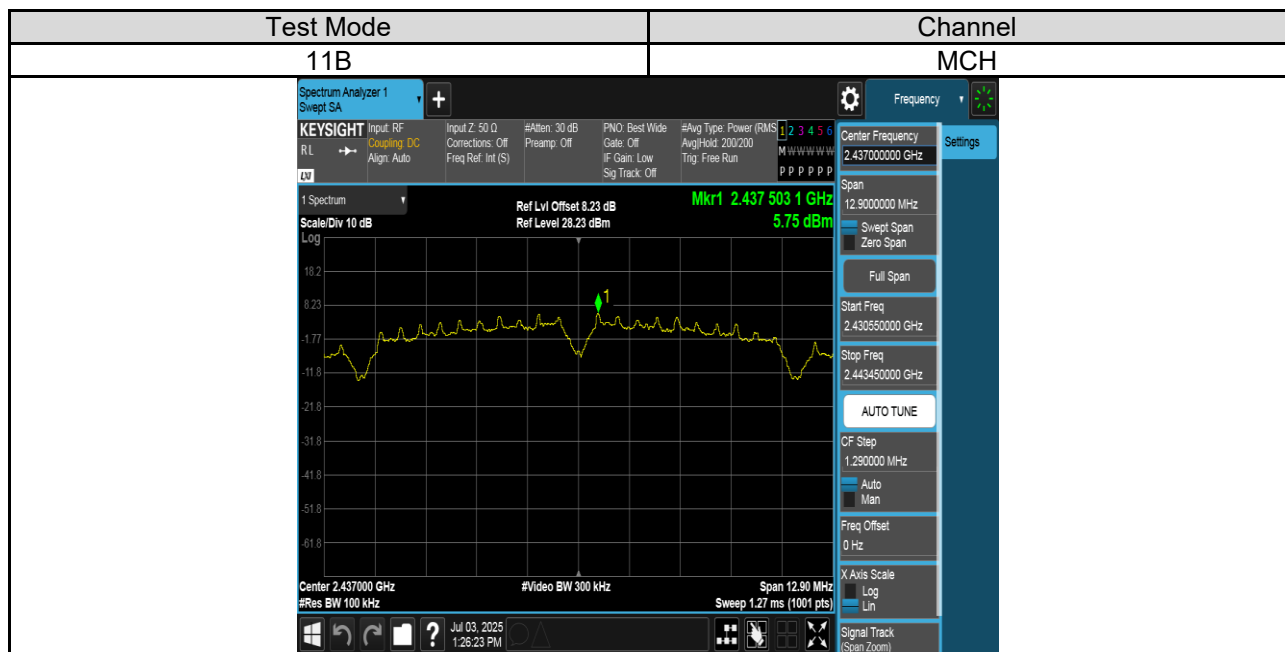 Test Mode Channel
11B MCH
Spectrum Analyzer 1
Swept SA
+
Frequency
KEYSIGHT
RL
LXI
Input: RF
Coupling: DC
Align: Auto
Input Z: 50 Ω
Corrections: Off
Freq Ref: Int (S)
#Atten: 30 dB
Preamp: Off
PNO: Best Wide
Gate: Off
IF Gain: Low
Sig Track: Off
#Avg Type: Power (RMS
Avg|Hold: 200/200
Trig: Free Run
1 2 3 4 5 6
M W W W W W
P P P P P P
1 Spectrum
Scale/Div 10 dB
Log
Ref Lvl Offset 8.23 dB
Ref Level 28.23 dBm
Mkr1 2.437 503 1 GHz
5.75 dBm
18.2
8.23
-1.77
-11.8
-21.8
-31.8
-41.8
-51.8
-61.8
1
Center 2.437000 GHz
#Res BW 100 kHz
#Video BW 300 kHz
Span 12.90 MHz
Sweep 1.27 ms (1001 pts)
Jul 03, 2025
1:26:23 PM
?
Settings
Center Frequency
2.437000000 GHz
Span
12.9000000 MHz
Swept Span
Zero Span
Full Span
Start Freq
2.430550000 GHz
Stop Freq
2.443450000 GHz
AUTO TUNE
CF Step
1.290000 MHz
Auto
Man
Freq Offset
0 Hz
X Axis Scale
Log
Lin
Signal Track
(Span Zoom)